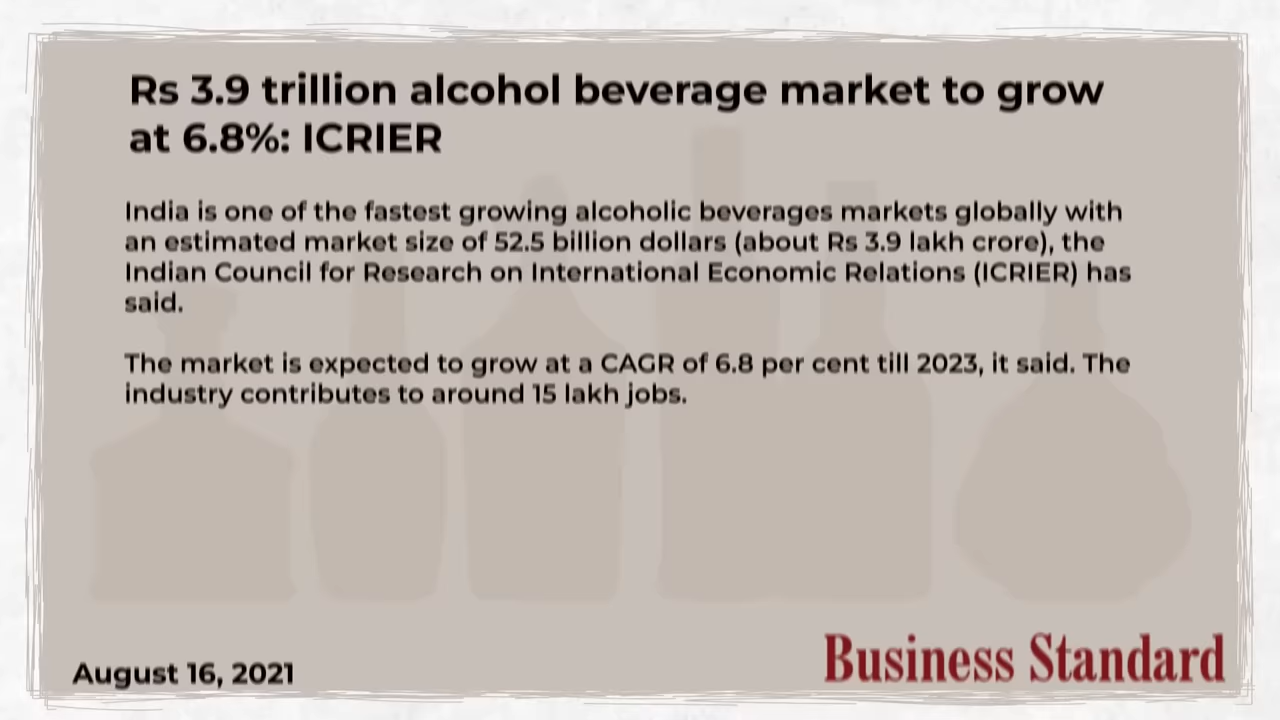 Rs 3.9 trillion alcohol beverage market to grow
at 6.8%: ICRIER
India is one of the fastest growing alcoholic beverages markets globally with
an estimated market size of 52.5 billion dollars (about Rs 3.9 lakh crore), the
Indian Council for Research on International Economic Relations (ICRIER) has
said.
The market is expected to grow at a CAGR of 6.8 per cent till 2023, it said. The
industry contributes to around 15 lakh jobs.
August 16, 2021
Business Standard